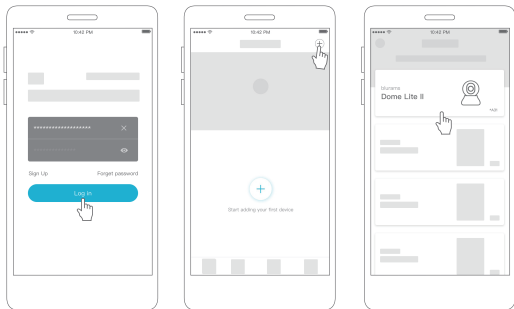 10:42 PM
*******************
Sign Up
Forget password
Log in
10:42 PM
Start adding your first device
10:42 PM
Dome Lite II